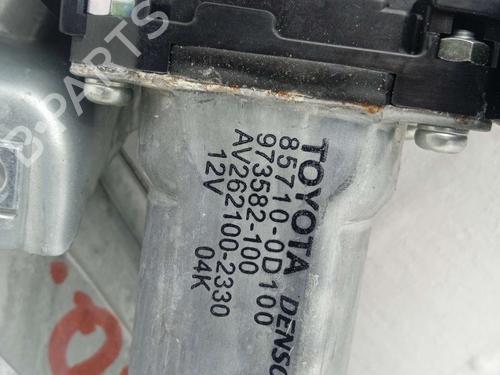 TOYOTA DENSO
85710-0D100
973582-100
AV262100-2330
12V 04K
B-PARTS